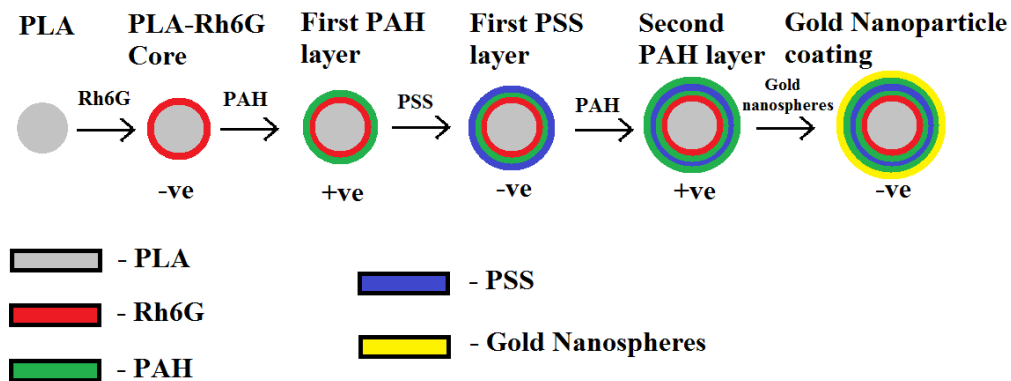 PLA
PLA-Rh6G
Core
First PAH
layer
First PSS
layer
Second
PAH layer
Gold Nanoparticle
coating
Rh6G
PAH
PSS
PAH
Gold
nanospheres
-ve
+ve
-ve
+ve
-ve
- PLA
- Rh6G
- PAH
- PSS
- Gold Nanospheres